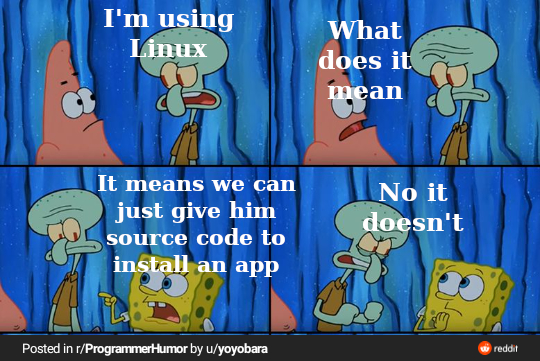 I'm using
Linux
What
does it
mean
It means we can
just give him
source code to
install an app
No it
doesn't
Posted in r/ProgrammerHumor by u/yoyobara
reddit